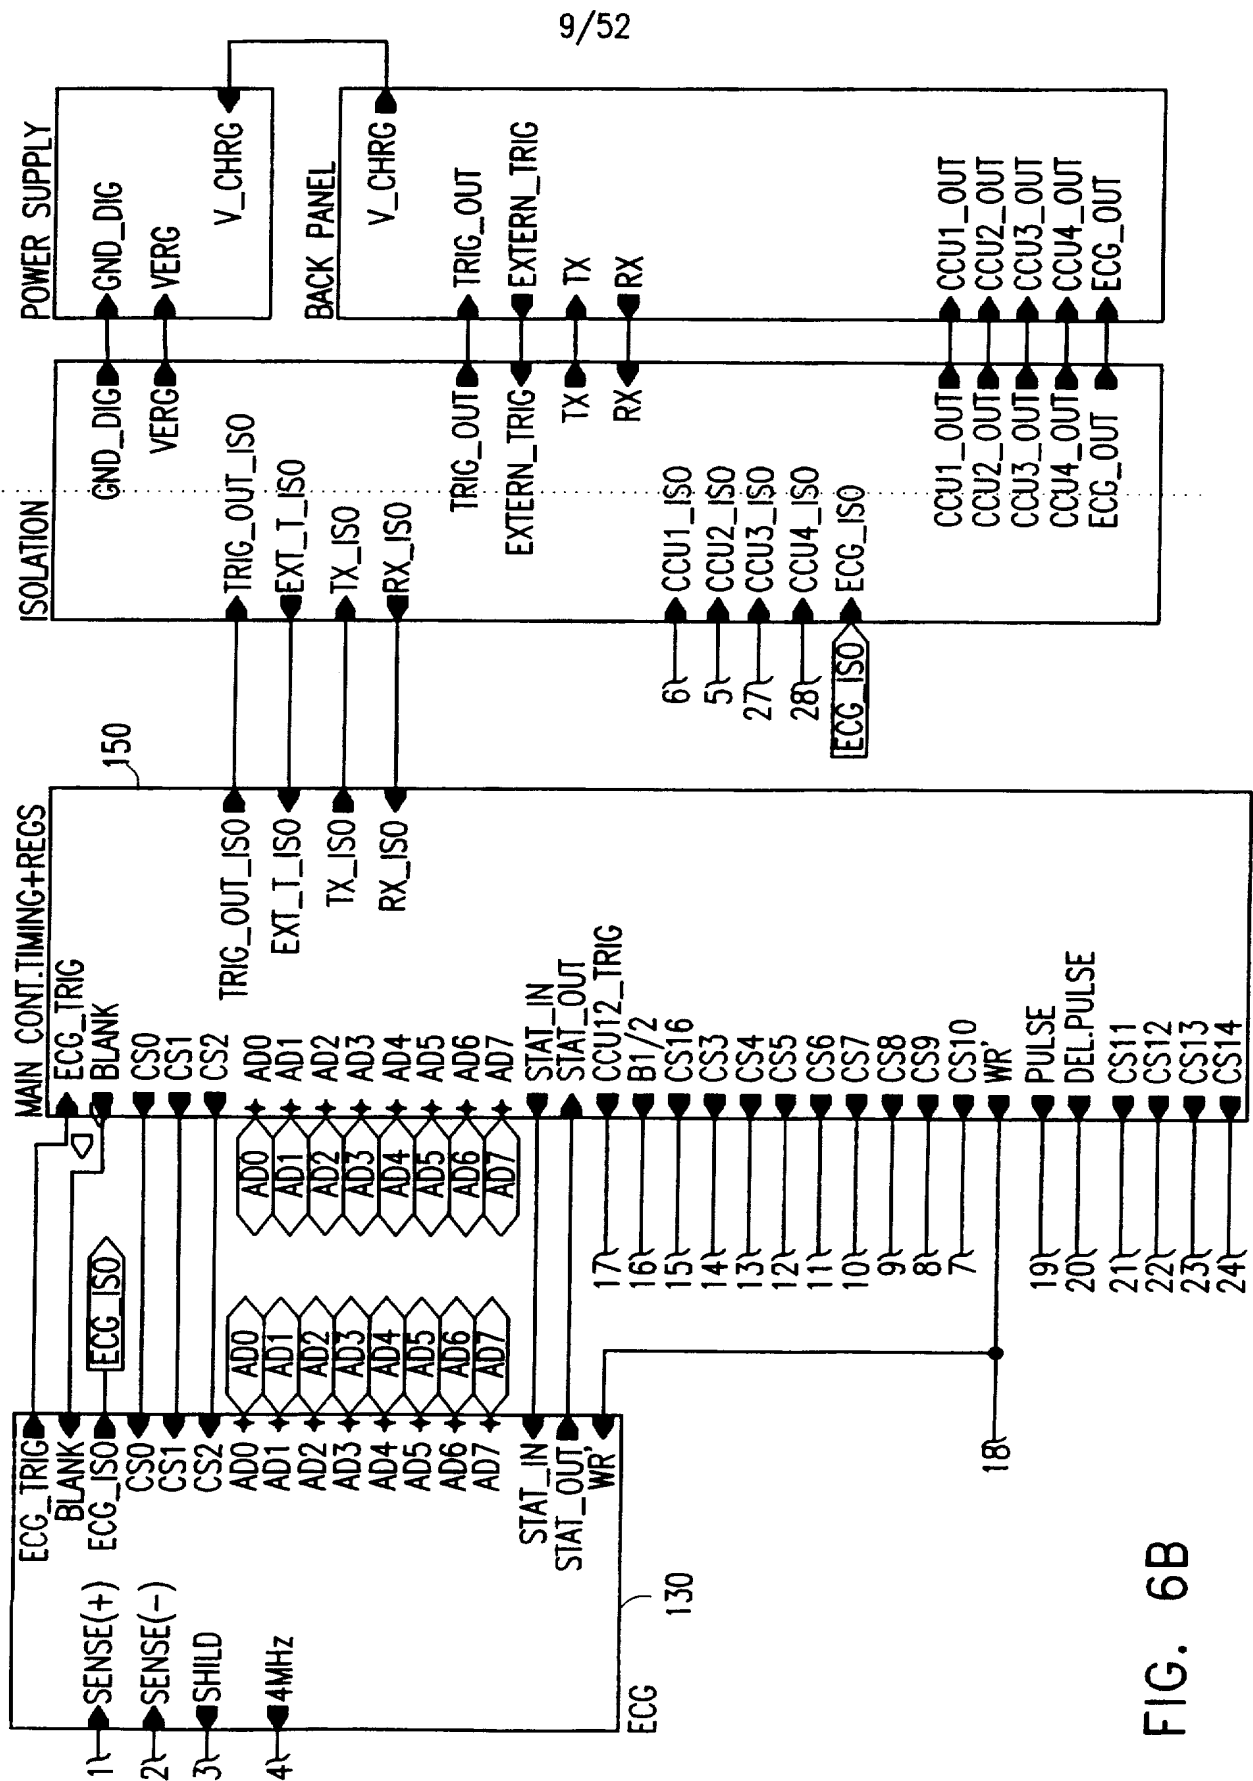 9/52
POWER SUPPLY
GND_DIG
VERG
V_CHRG
BACK PANEL
V_CHRG
TRIG_OUT
EXTERN_TRIG
TX
RX
CCU1_OUT
CCU2_OUT
CCU3_OUT
CCU4_OUT
ECG_OUT
ISOLATION
GND_DIG
VERG
TRIG_OUT_ISO
EXT_T_ISO
TX_ISO
RX_ISO
TRIG_OUT
EXTERN_TRIG
TX
RX
6 CCU1_ISO
5 CCU2_ISO
27 CCU3_ISO
28 CCU4_ISO
ECG_ISO ECG_ISO
CCU1_OUT
CCU2_OUT
CCU3_OUT
CCU4_OUT
ECG_OUT
150
MAIN CONT.TIMING+REGS
ECG_TRIG
BLANK
CS0
CS1
CS2
AD0 AD0
AD1 AD1
AD2 AD2
AD3 AD3
AD4 AD4
AD5 AD5
AD6 AD6
AD7 AD7
TRIG_OUT_ISO
EXT_T_ISO
TX_ISO
RX_ISO
STAT_IN
STAT_OUT
17 CCU12_TRIG
16 B1/2
15 CS16
14 CS3
13 CS4
12 CS5
11 CS6
10 CS7
9 CS8
8 CS9
7 CS10
18 WR'
19 PULSE
20 DEL.PULSE
21 CS11
22 CS12
23 CS13
24 CS14
ECG
130
1 SENSE(+)
2 SENSE(-)
3 SHILD
4 4MHz
ECG_TRIG
BLANK
ECG_ISO ECG_ISO
CS0
CS1
CS2
AD0 AD0
AD1 AD1
AD2 AD2
AD3 AD3
AD4 AD4
AD5 AD5
AD6 AD6
AD7 AD7
STAT_IN
STAT_OUT
WR'
FIG. 6B